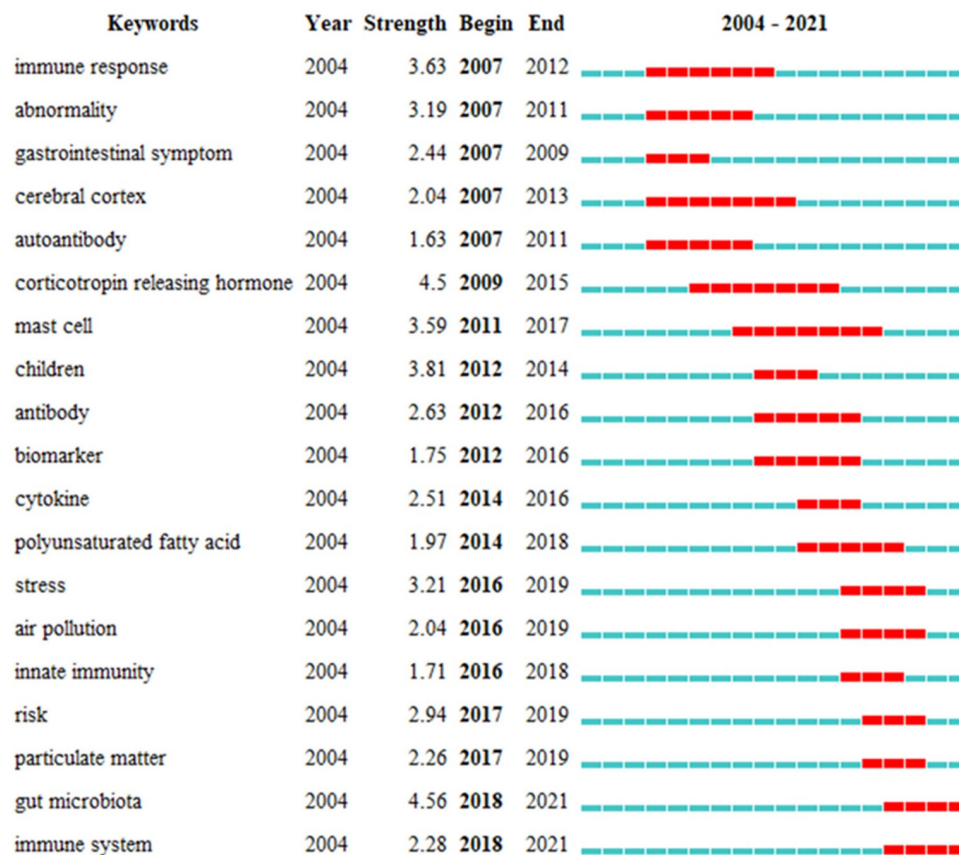 Keywords Year Strength Begin End 2004 - 2021
immune response 2004 3.63 2007 2012
abnormality 2004 3.19 2007 2011
gastrointestinal symptom 2004 2.44 2007 2009
cerebral cortex 2004 2.04 2007 2013
autoantibody 2004 1.63 2007 2011
corticotropin releasing hormone 2004 4.5 2009 2015
mast cell 2004 3.59 2011 2017
children 2004 3.81 2012 2014
antibody 2004 2.63 2012 2016
biomarker 2004 1.75 2012 2016
cytokine 2004 2.51 2014 2016
polyunsaturated fatty acid 2004 1.97 2014 2018
stress 2004 3.21 2016 2019
air pollution 2004 2.04 2016 2019
innate immunity 2004 1.71 2016 2018
risk 2004 2.94 2017 2019
particulate matter 2004 2.26 2017 2019
gut microbiota 2004 4.56 2018 2021
immune system 2004 2.28 2018 2021